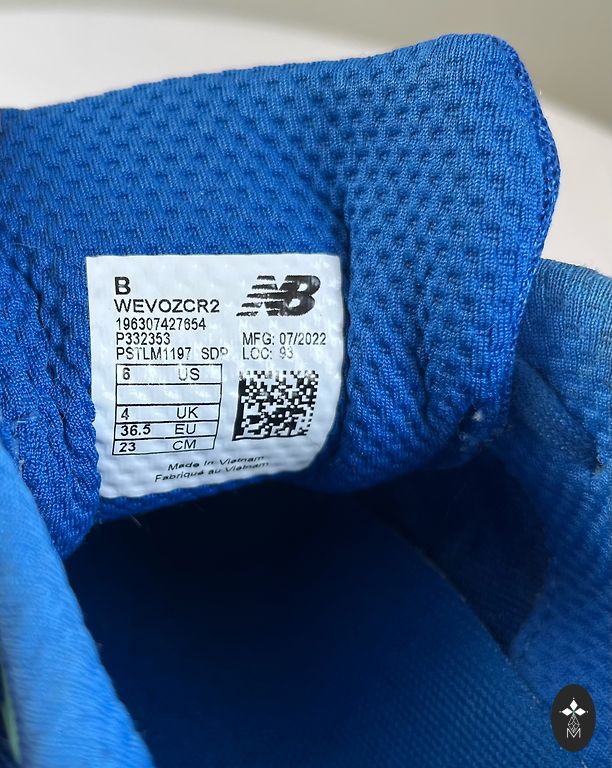 B
WEVOZCR2
NB
196307427654
P332353
PSTLM1197 SDP
MFG: 07/2022
LOC: 93
6 US
4 UK
36.5 EU
23 CM
Made in Vietnam
Fabriqué au Vietnam
M